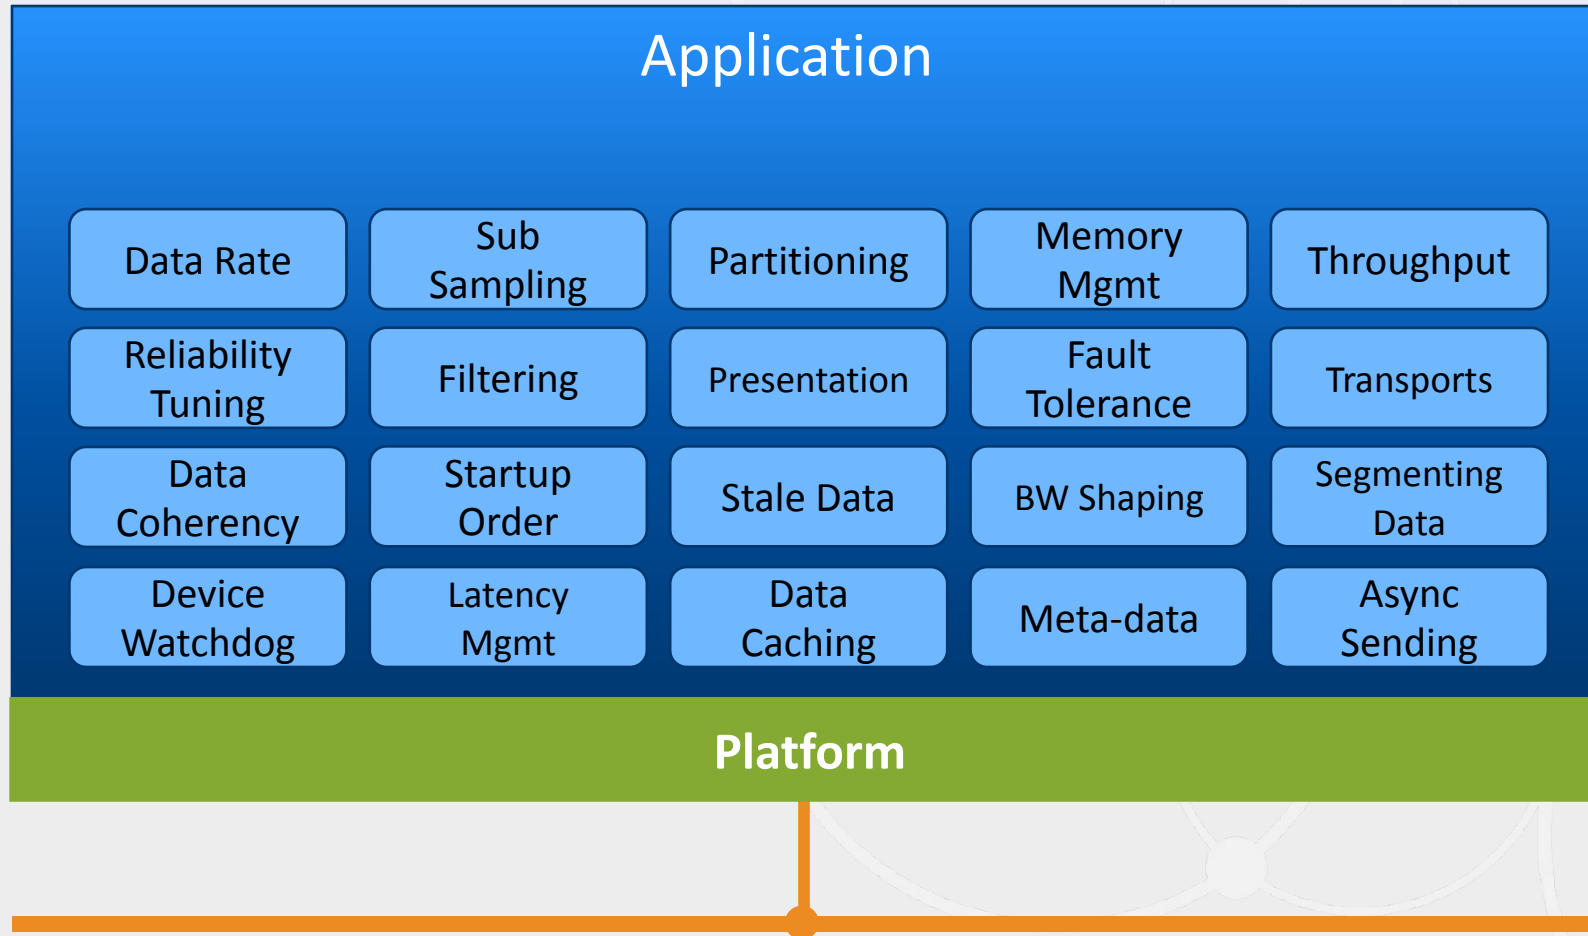 Application
Data Rate
Sub
Sampling
Partitioning
Memory
Mgmt
Throughput
Reliability
Tuning
Filtering
Presentation
Fault
Tolerance
Transports
Data
Coherency
Startup
Order
Stale Data
BW Shaping
Segmenting
Data
Device
Watchdog
Latency
Mgmt
Data
Caching
Meta-data
Async
Sending
Platform